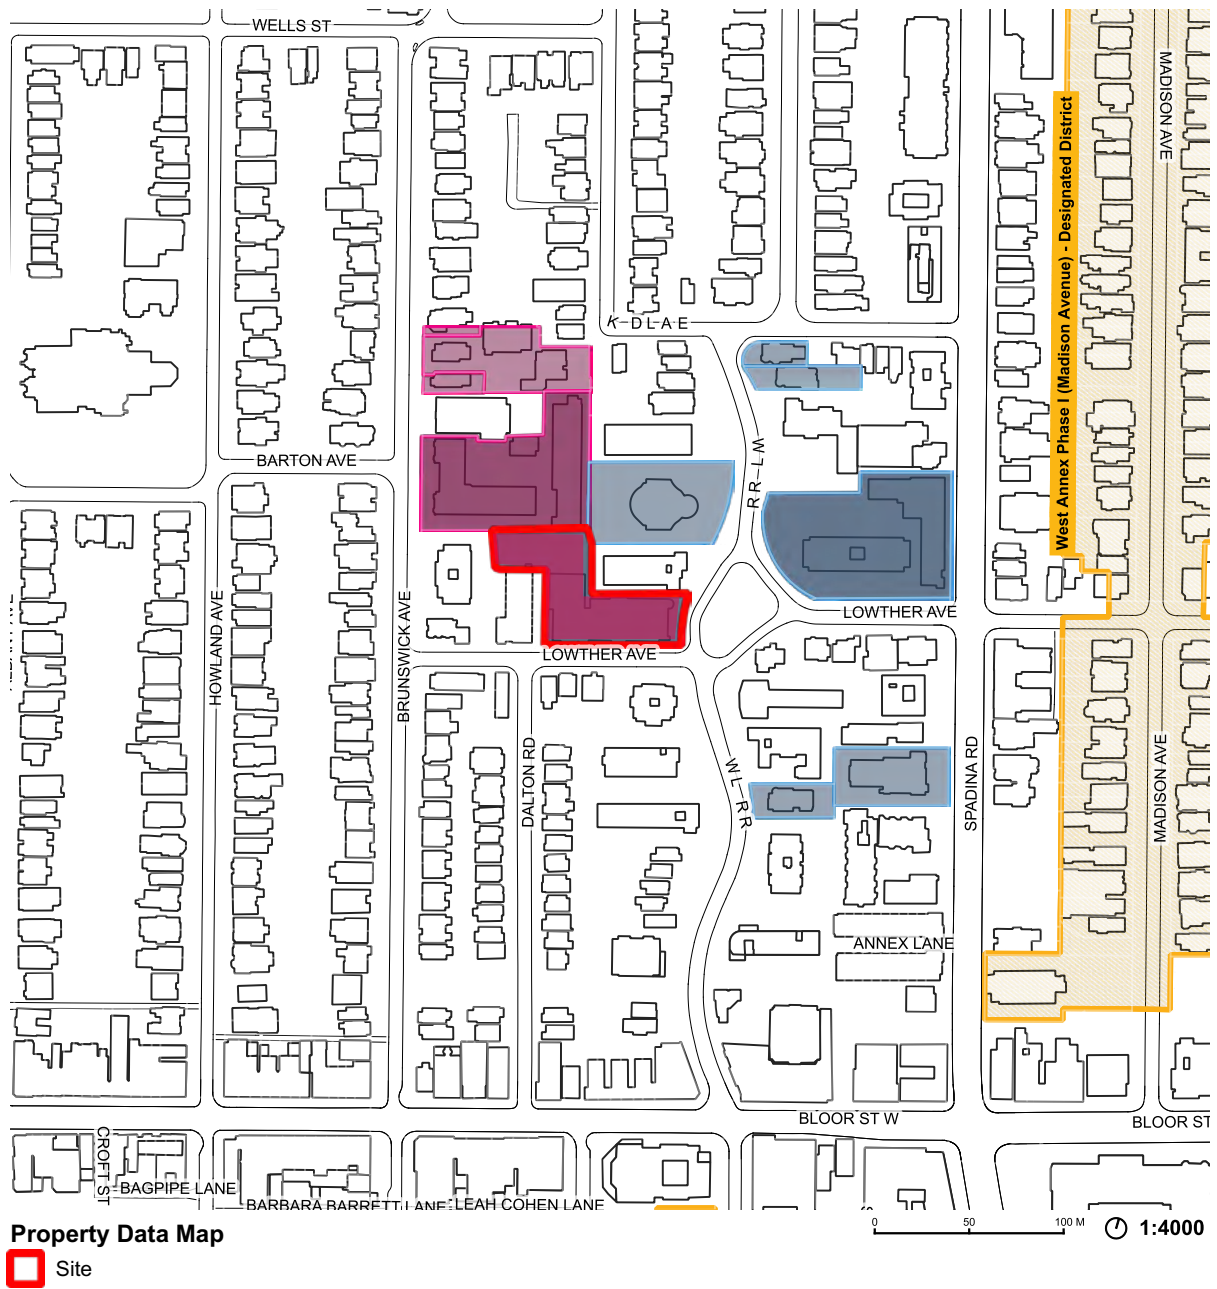 WELLS ST
MADISON AVE
West Annex Phase I (Madison Avenue) - Designated District
K D L A E
BARTON AVE
R R L M
LOWTHER AVE
HOWLAND AVE
BRUNSWICK AVE
LOWTHER AVE
DALTON RD
W L R R
SPADINA RD
MADISON AVE
ANNEX LANE
BLOOR ST W
BLOOR ST
CROFT ST
BAGPIPE LANE
BARBARA BARRETT LANE
LEAH COHEN LANE
0 50 100 M
1:4000
Property Data Map
Site